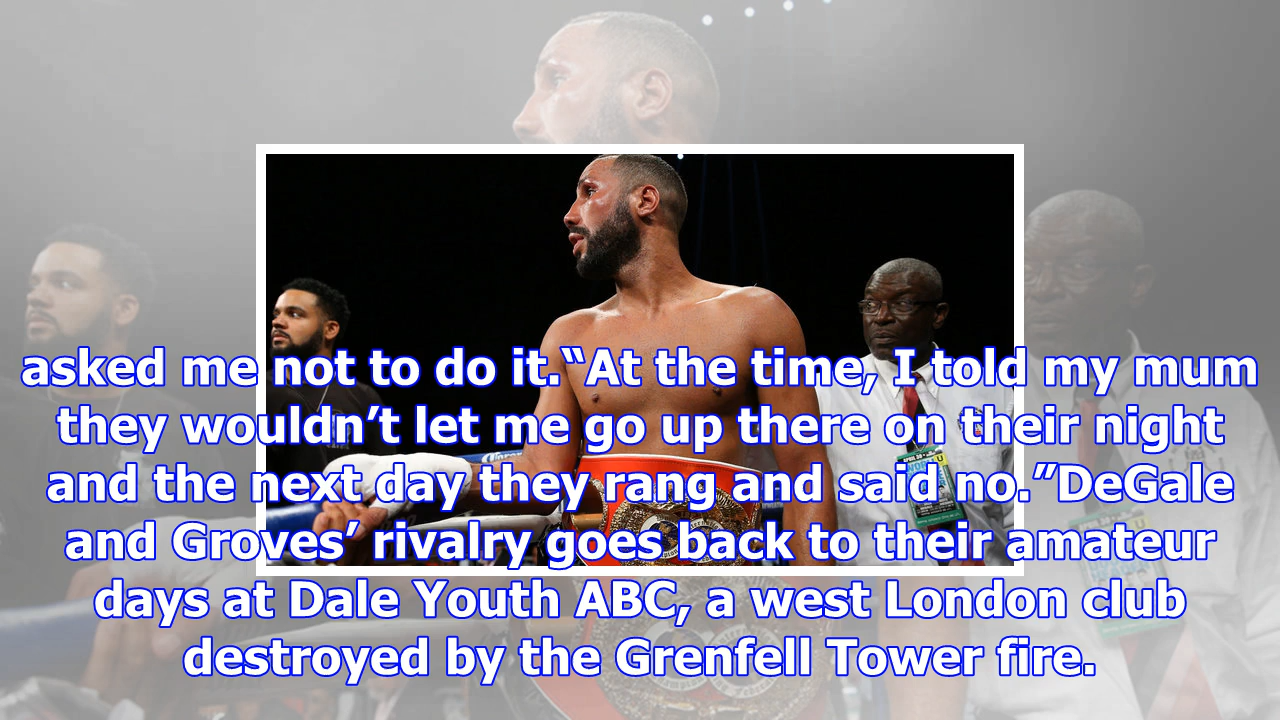 asked me not to do it.“At the time, I told my mum
they wouldn’t let me go up there on their night
and the next day they rang and said no.”DeGale
and Groves’ rivalry goes back to their amateur
days at Dale Youth ABC, a west London club
destroyed by the Grenfell Tower fire.